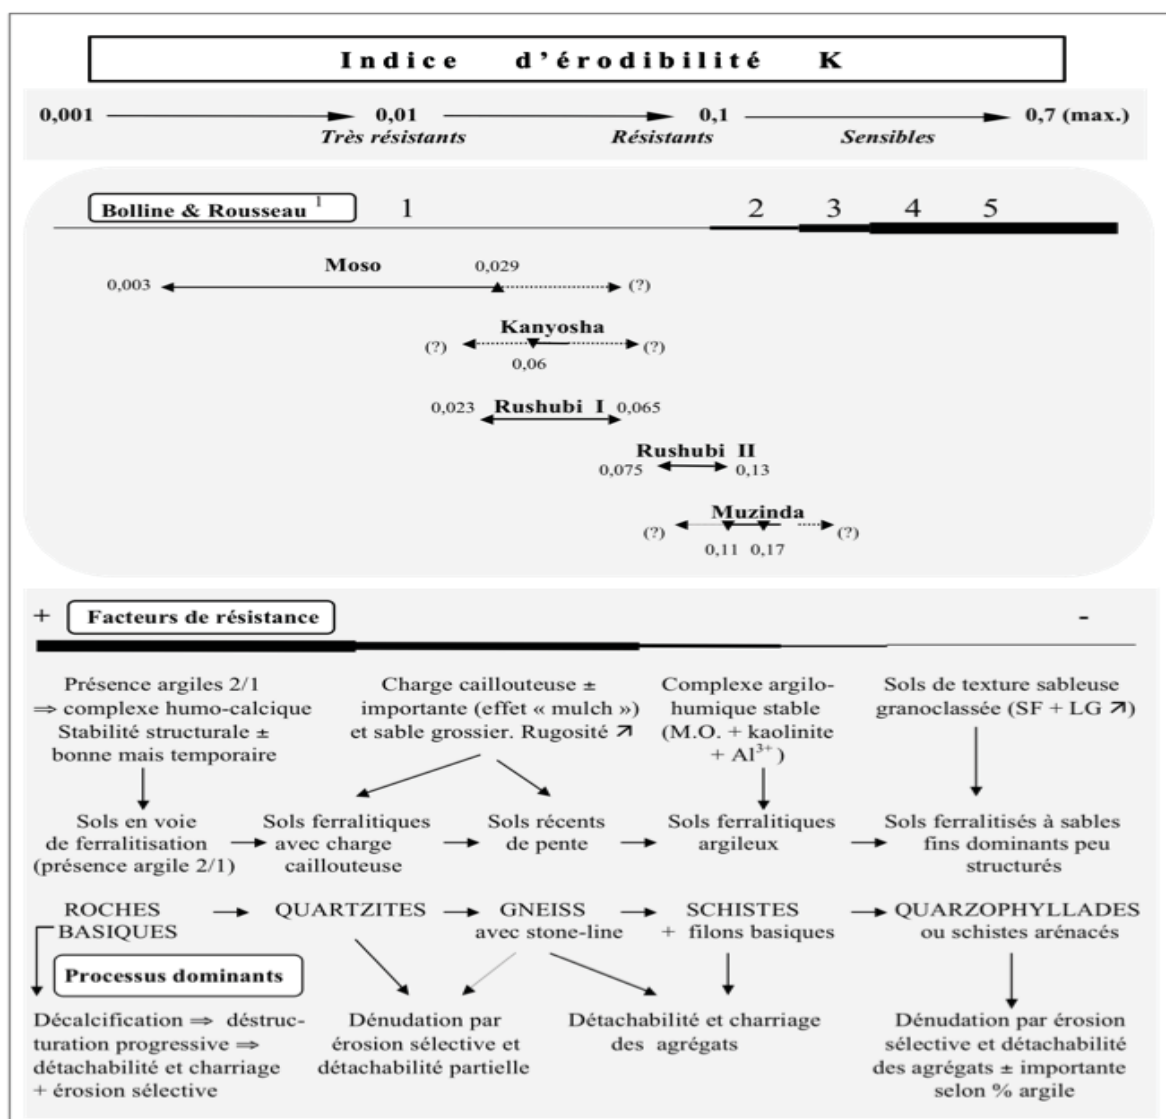 Indice d'érodibilité K
0,001 0,01 0,1 0,7 (max.)
Très résistants Résistants Sensibles
Bolline & Rousseau 1 1 2 3 4 5
Moso 0,029
0,003 (?)
Kanyosha
(?) (?)
0,06
0,023 Rushubi I 0,065
Rushubi II
0,075 0,13
Muzinda
(?) (?)
0,11 0,17
+ Facteurs de résistance -
Présence argiles 2/1
⇒ complexe humo-calcique
Stabilité structurale ±
bonne mais temporaire
Charge caillouteuse ±
importante (effet « mulch »)
et sable grossier. Rugosité ↗
Complexe argilo-
humique stable
(M.O. + kaolinite
+ Al3+ )
Sols de texture sableuse
granoclassée (SF + LG ↗)
Sols en voie
de ferralitisation
(présence argile 2/1)
Sols ferralitiques
avec charge
caillouteuse
Sols récents
de pente
Sols ferralitiques
argileux
Sols ferralitisés à sables
fins dominants peu
structurés
ROCHES
BASIQUES
QUARTZITES
GNEISS
avec stone-line
SCHISTES
+ filons basiques
QUARZOPHYLLADES
ou schistes arénacés
Processus dominants
Décalcification ⇒ déstruc-
turation progressive ⇒
détachabilité et charriage
+ érosion sélective
Dénudation par
érosion sélective et
détachabilité partielle
Détachabilité et charriage
des agrégats
Dénudation par érosion
sélective et détachabilité
des agrégats ± importante
selon % argile